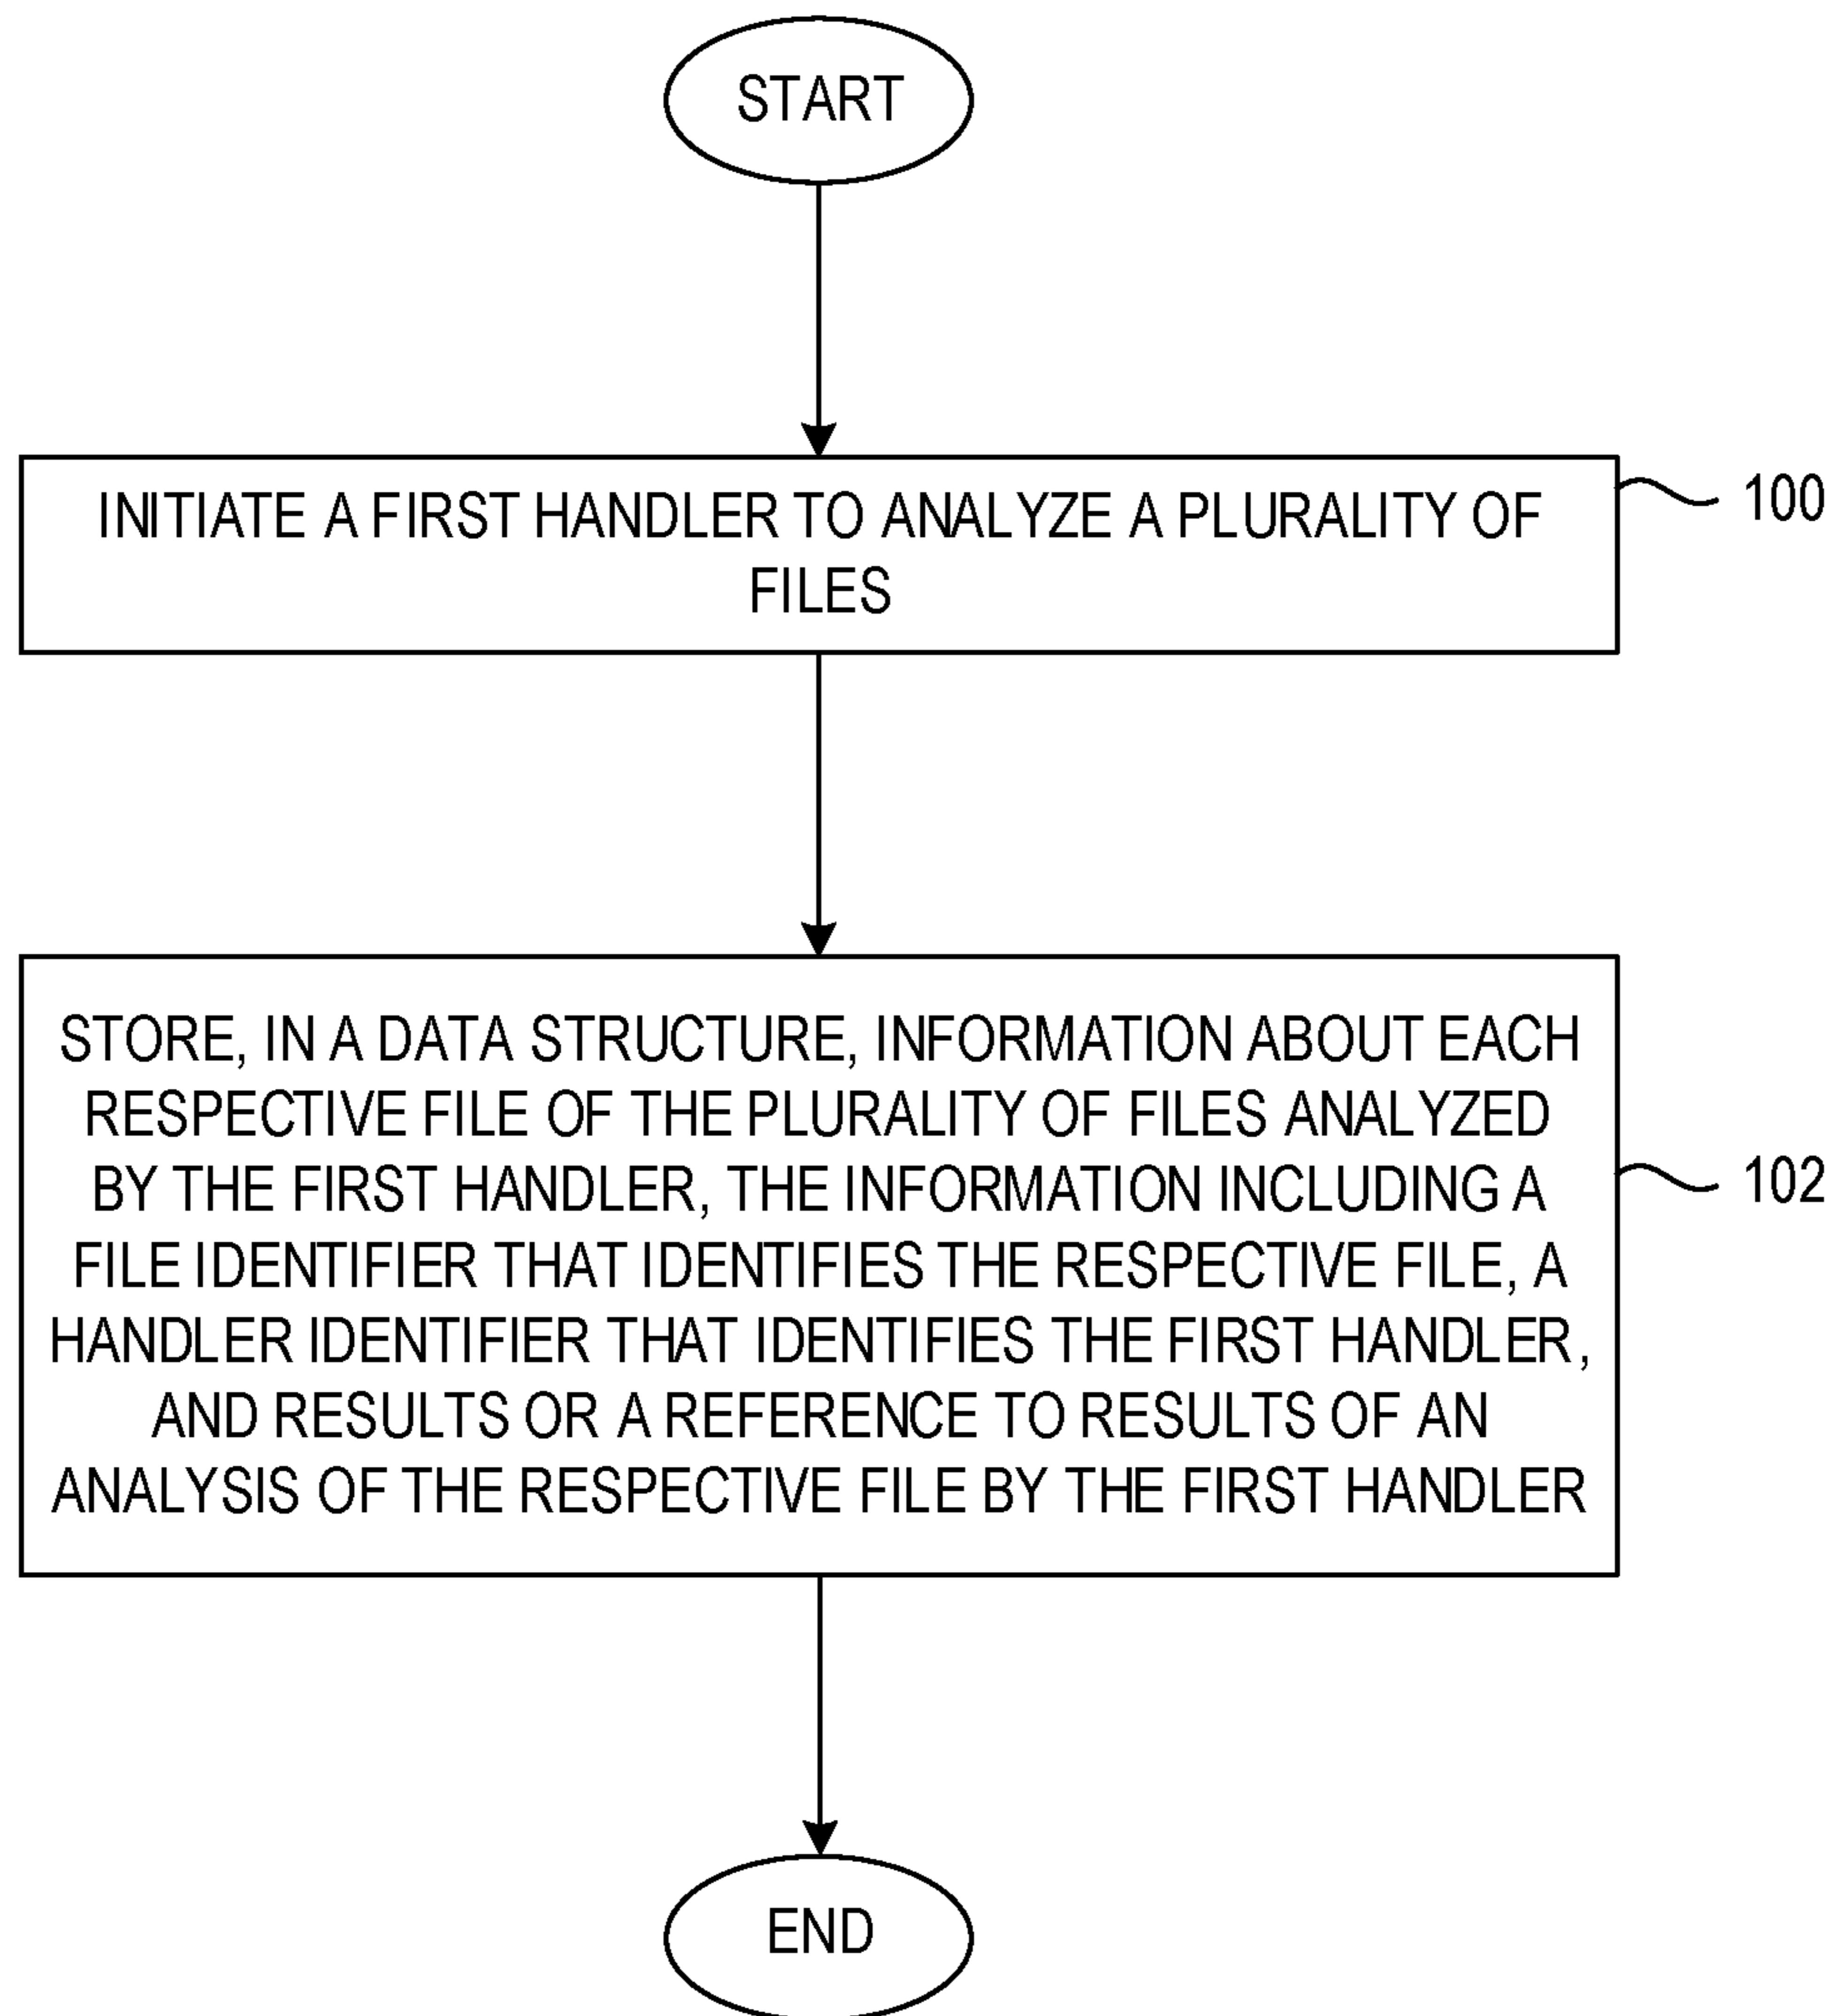 START
INITIATE A FIRST HANDLER TO ANALYZE A PLURALITY OF
FILES
100
STORE, IN A DATA STRUCTURE, INFORMATION ABOUT EACH
RESPECTIVE FILE OF THE PLURALITY OF FILES ANALYZED
BY THE FIRST HANDLER, THE INFORMATION INCLUDING A
FILE IDENTIFIER THAT IDENTIFIES THE RESPECTIVE FILE, A
HANDLER IDENTIFIER THAT IDENTIFIES THE FIRST HANDLER,
AND RESULTS OR A REFERENCE TO RESULTS OF AN
ANALYSIS OF THE RESPECTIVE FILE BY THE FIRST HANDLER
102
END